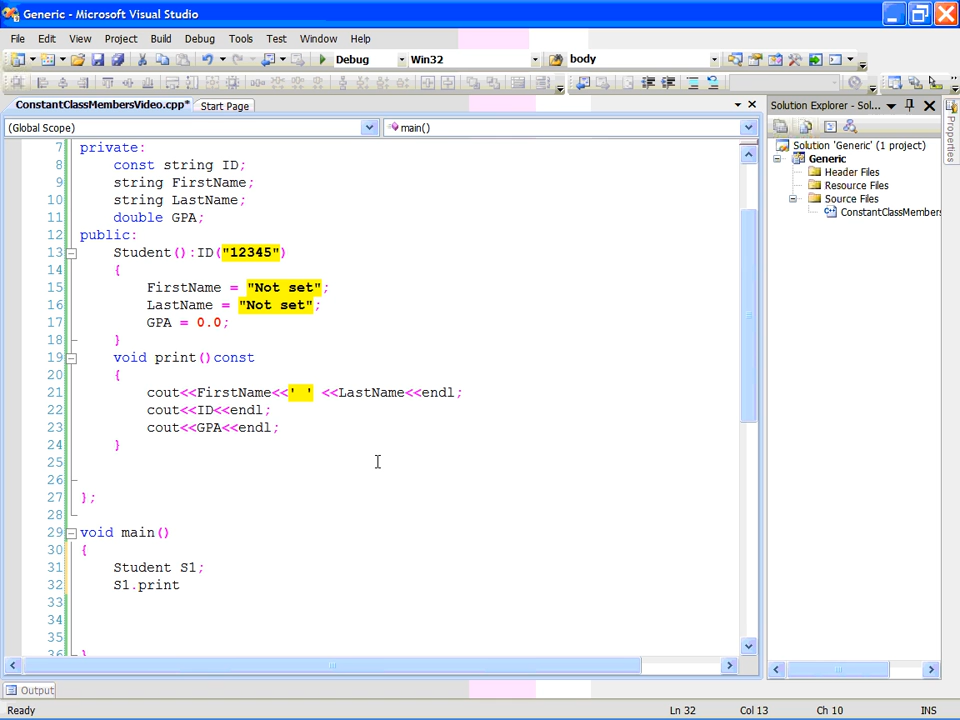 Generic - Microsoft Visual Studio
File Edit View Project Build Debug Tools Test Window Help
Debug Win32 body
ConstantClassMembersVideo.cpp* Start Page
Solution Explorer - Sol...
(Global Scope) main()
Solution 'Generic' (1 project)
Generic
Header Files
Resource Files
Source Files
ConstantClassMembers
Properties
7 private:
8 const string ID;
9 string FirstName;
10 string LastName;
11 double GPA;
12 public:
13 Student():ID("12345")
14 {
15 FirstName = "Not set";
16 LastName = "Not set";
17 GPA = 0.0;
18 }
19 void print()const
20 {
21 cout<<FirstName<<' ' <<LastName<<endl;
22 cout<<ID<<endl;
23 cout<<GPA<<endl;
24 }
25
26
27 };
28
29 void main()
30 {
31 Student S1;
32 S1.print
33
34
35
36 }
Output
Ready Ln 32 Col 13 Ch 10 INS